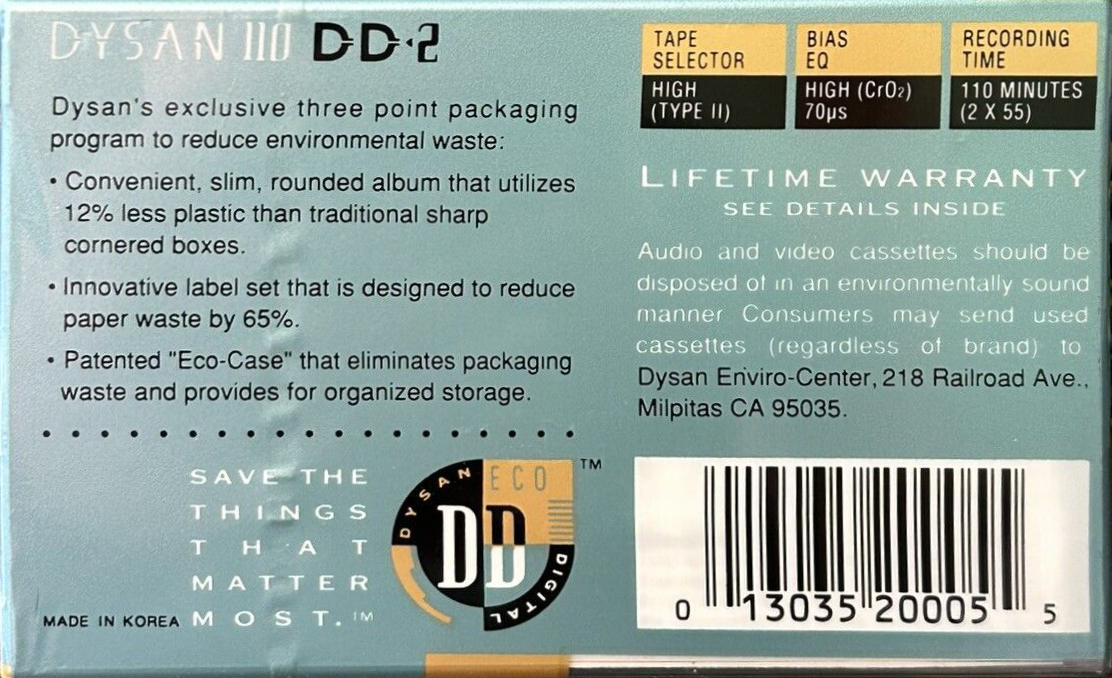 DYSAN 110 DD·2
Dysan's exclusive three point packaging
program to reduce environmental waste:
• Convenient, slim, rounded album that utilizes
12% less plastic than traditional sharp
cornered boxes.
• Innovative label set that is designed to reduce
paper waste by 65%.
• Patented "Eco-Case" that eliminates packaging
waste and provides for organized storage.
SAVE THE
THINGS
THAT
MATTER
MOST.™
MADE IN KOREA
DYSAN ECO
DD
DIGITAL
™
TAPE
SELECTOR
HIGH
(TYPE II)
BIAS
EQ
HIGH (CrO₂)
70µs
RECORDING
TIME
110 MINUTES
(2 X 55)
LIFETIME WARRANTY
SEE DETAILS INSIDE
Audio and video cassettes should be
disposed of in an environmentally sound
manner Consumers may send used
cassettes (regardless of brand) to
Dysan Enviro-Center, 218 Railroad Ave.,
Milpitas CA 95035.
0 13035 20005 5